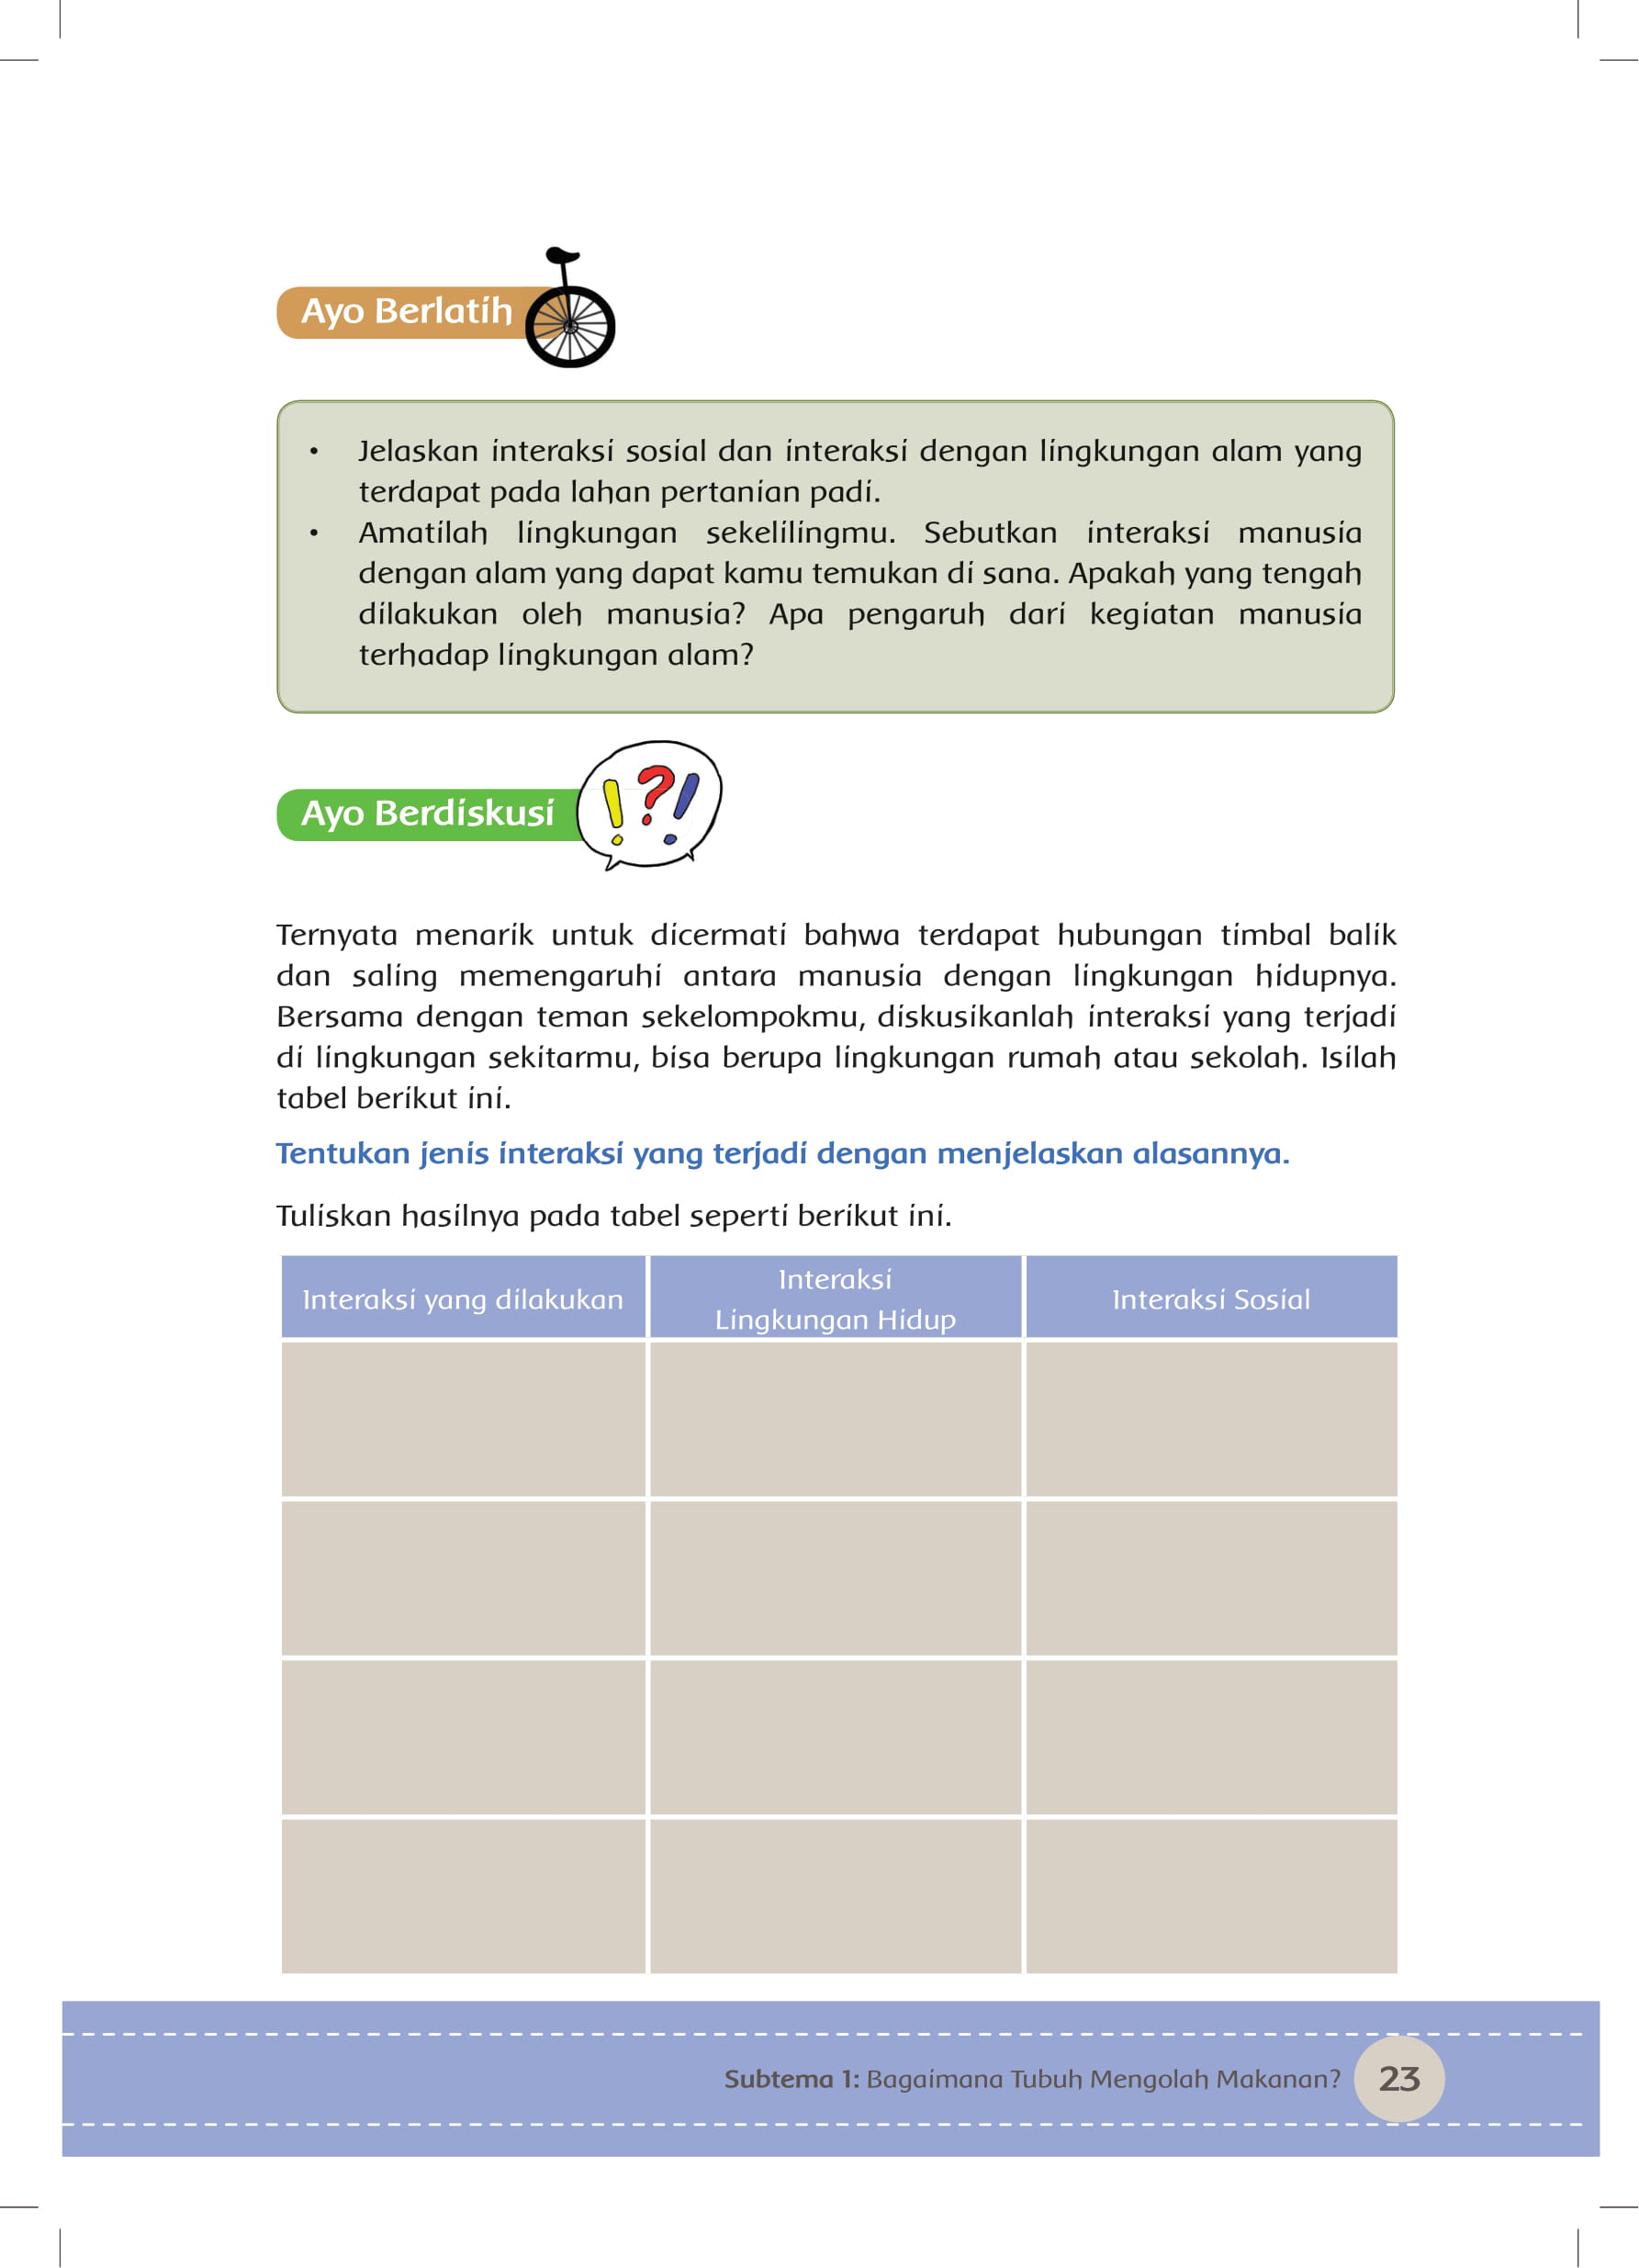 Ayo Berlatih
• Jelaskan interaksi sosial dan interaksi dengan lingkungan alam yang
terdapat pada lahan pertanian padi.
• Amatilah lingkungan sekelilingmu. Sebutkan interaksi manusia
dengan alam yang dapat kamu temukan di sana. Apakah yang tengah
dilakukan oleh manusia? Apa pengaruh dari kegiatan manusia
terhadap lingkungan alam?
!?!
Ayo Berdiskusi
Ternyata menarik untuk dicermati bahwa terdapat hubungan timbal balik
dan saling memengaruhi antara manusia dengan lingkungan hidupnya.
Bersama dengan teman sekelompokmu, diskusikanlah interaksi yang terjadi
di lingkungan sekitarmu, bisa berupa lingkungan rumah atau sekolah. Isilah
tabel berikut ini.
Tentukan jenis interaksi yang terjadi dengan menjelaskan alasannya.
Tuliskan hasilnya pada tabel seperti berikut ini.
Interaksi yang dilakukan
Interaksi
Lingkungan Hidup
Interaksi Sosial
Subtema 1: Bagaimana Tubuh Mengolah Makanan?
23